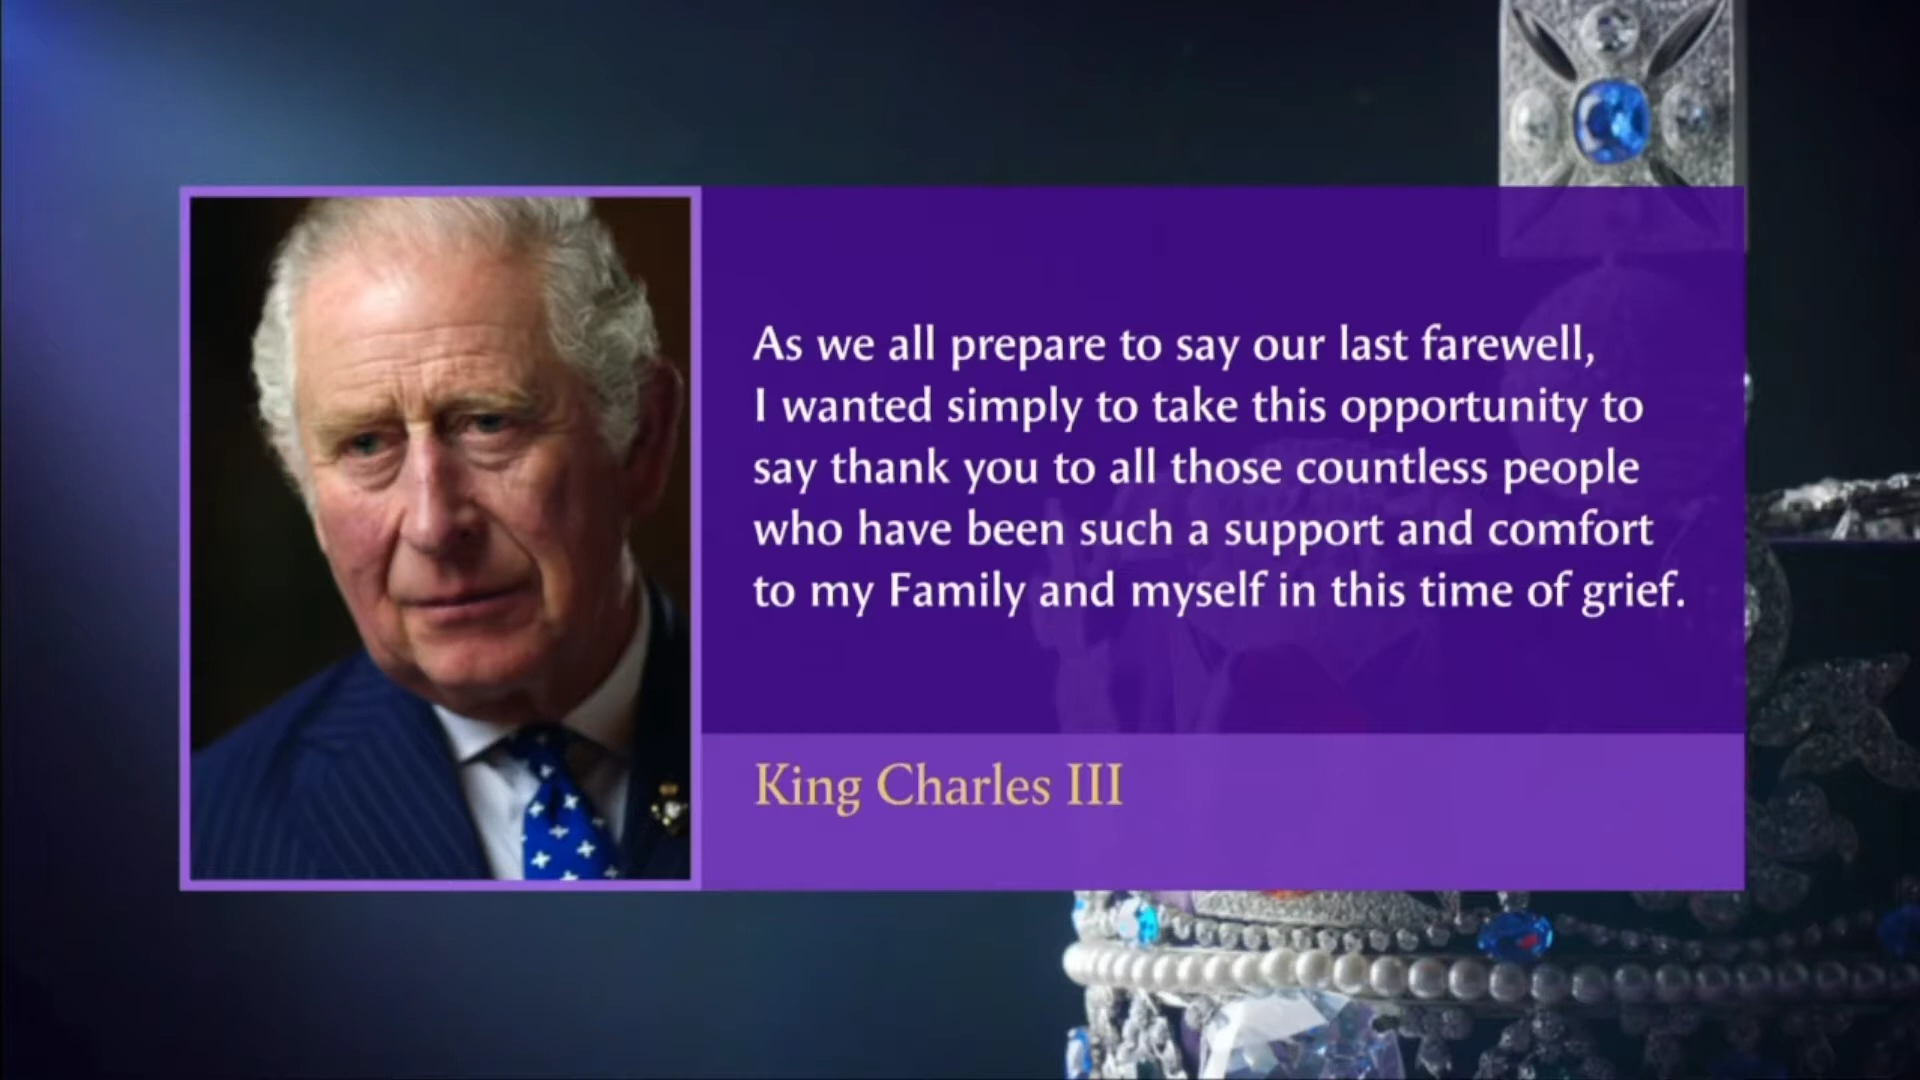 As we all prepare to say our last farewell,
I wanted simply to take this opportunity to
say thank you to all those countless people
who have been such a support and comfort
to my Family and myself in this time of grief.
King Charles III